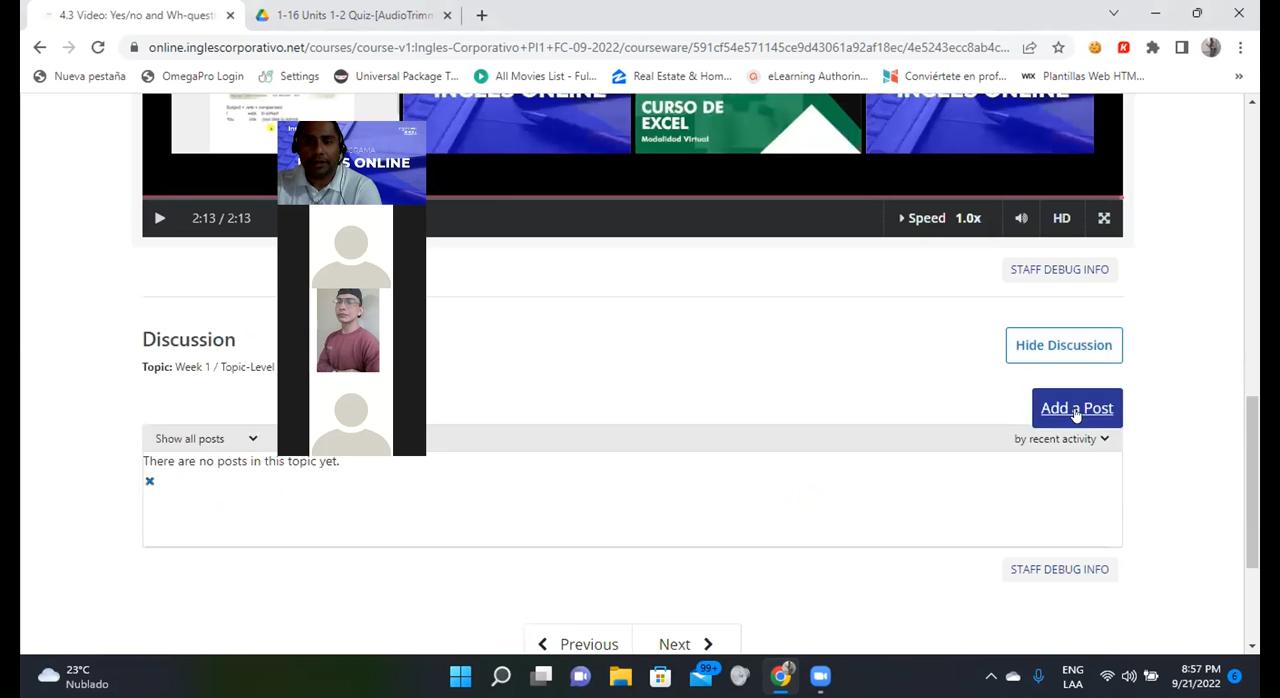 4.3 Video: Yes/no and Wh-quest
1-16 Units 1-2 Quiz-[AudioTrimn
online.inglescorporativo.net/courses/course-v1:Ingles-Corporativo+PI1+FC-09-2022/courseware/591cf54e571145ce9d43061a92af18ec/4e5243ecc8ab4c...
Nueva pestaña
OmegaPro Login
Settings
Universal Package T...
All Movies List - Ful...
Real Estate & Hom...
eLearning Authorin...
Conviértete en prof...
WIX Plantillas Web HTM...
»
CURSO DE
EXCEL
Modalidad Virtual
S ONLINE
2:13 / 2:13
Speed 1.0x
HD
STAFF DEBUG INFO
Discussion
Hide Discussion
Topic: Week 1 / Topic-Level
Add a Post
Show all posts
by recent activity
There are no posts in this topic yet.
STAFF DEBUG INFO
Previous
Next
23°C
Nublado
99+
ENG
LAA
8:57 PM
9/21/2022
6